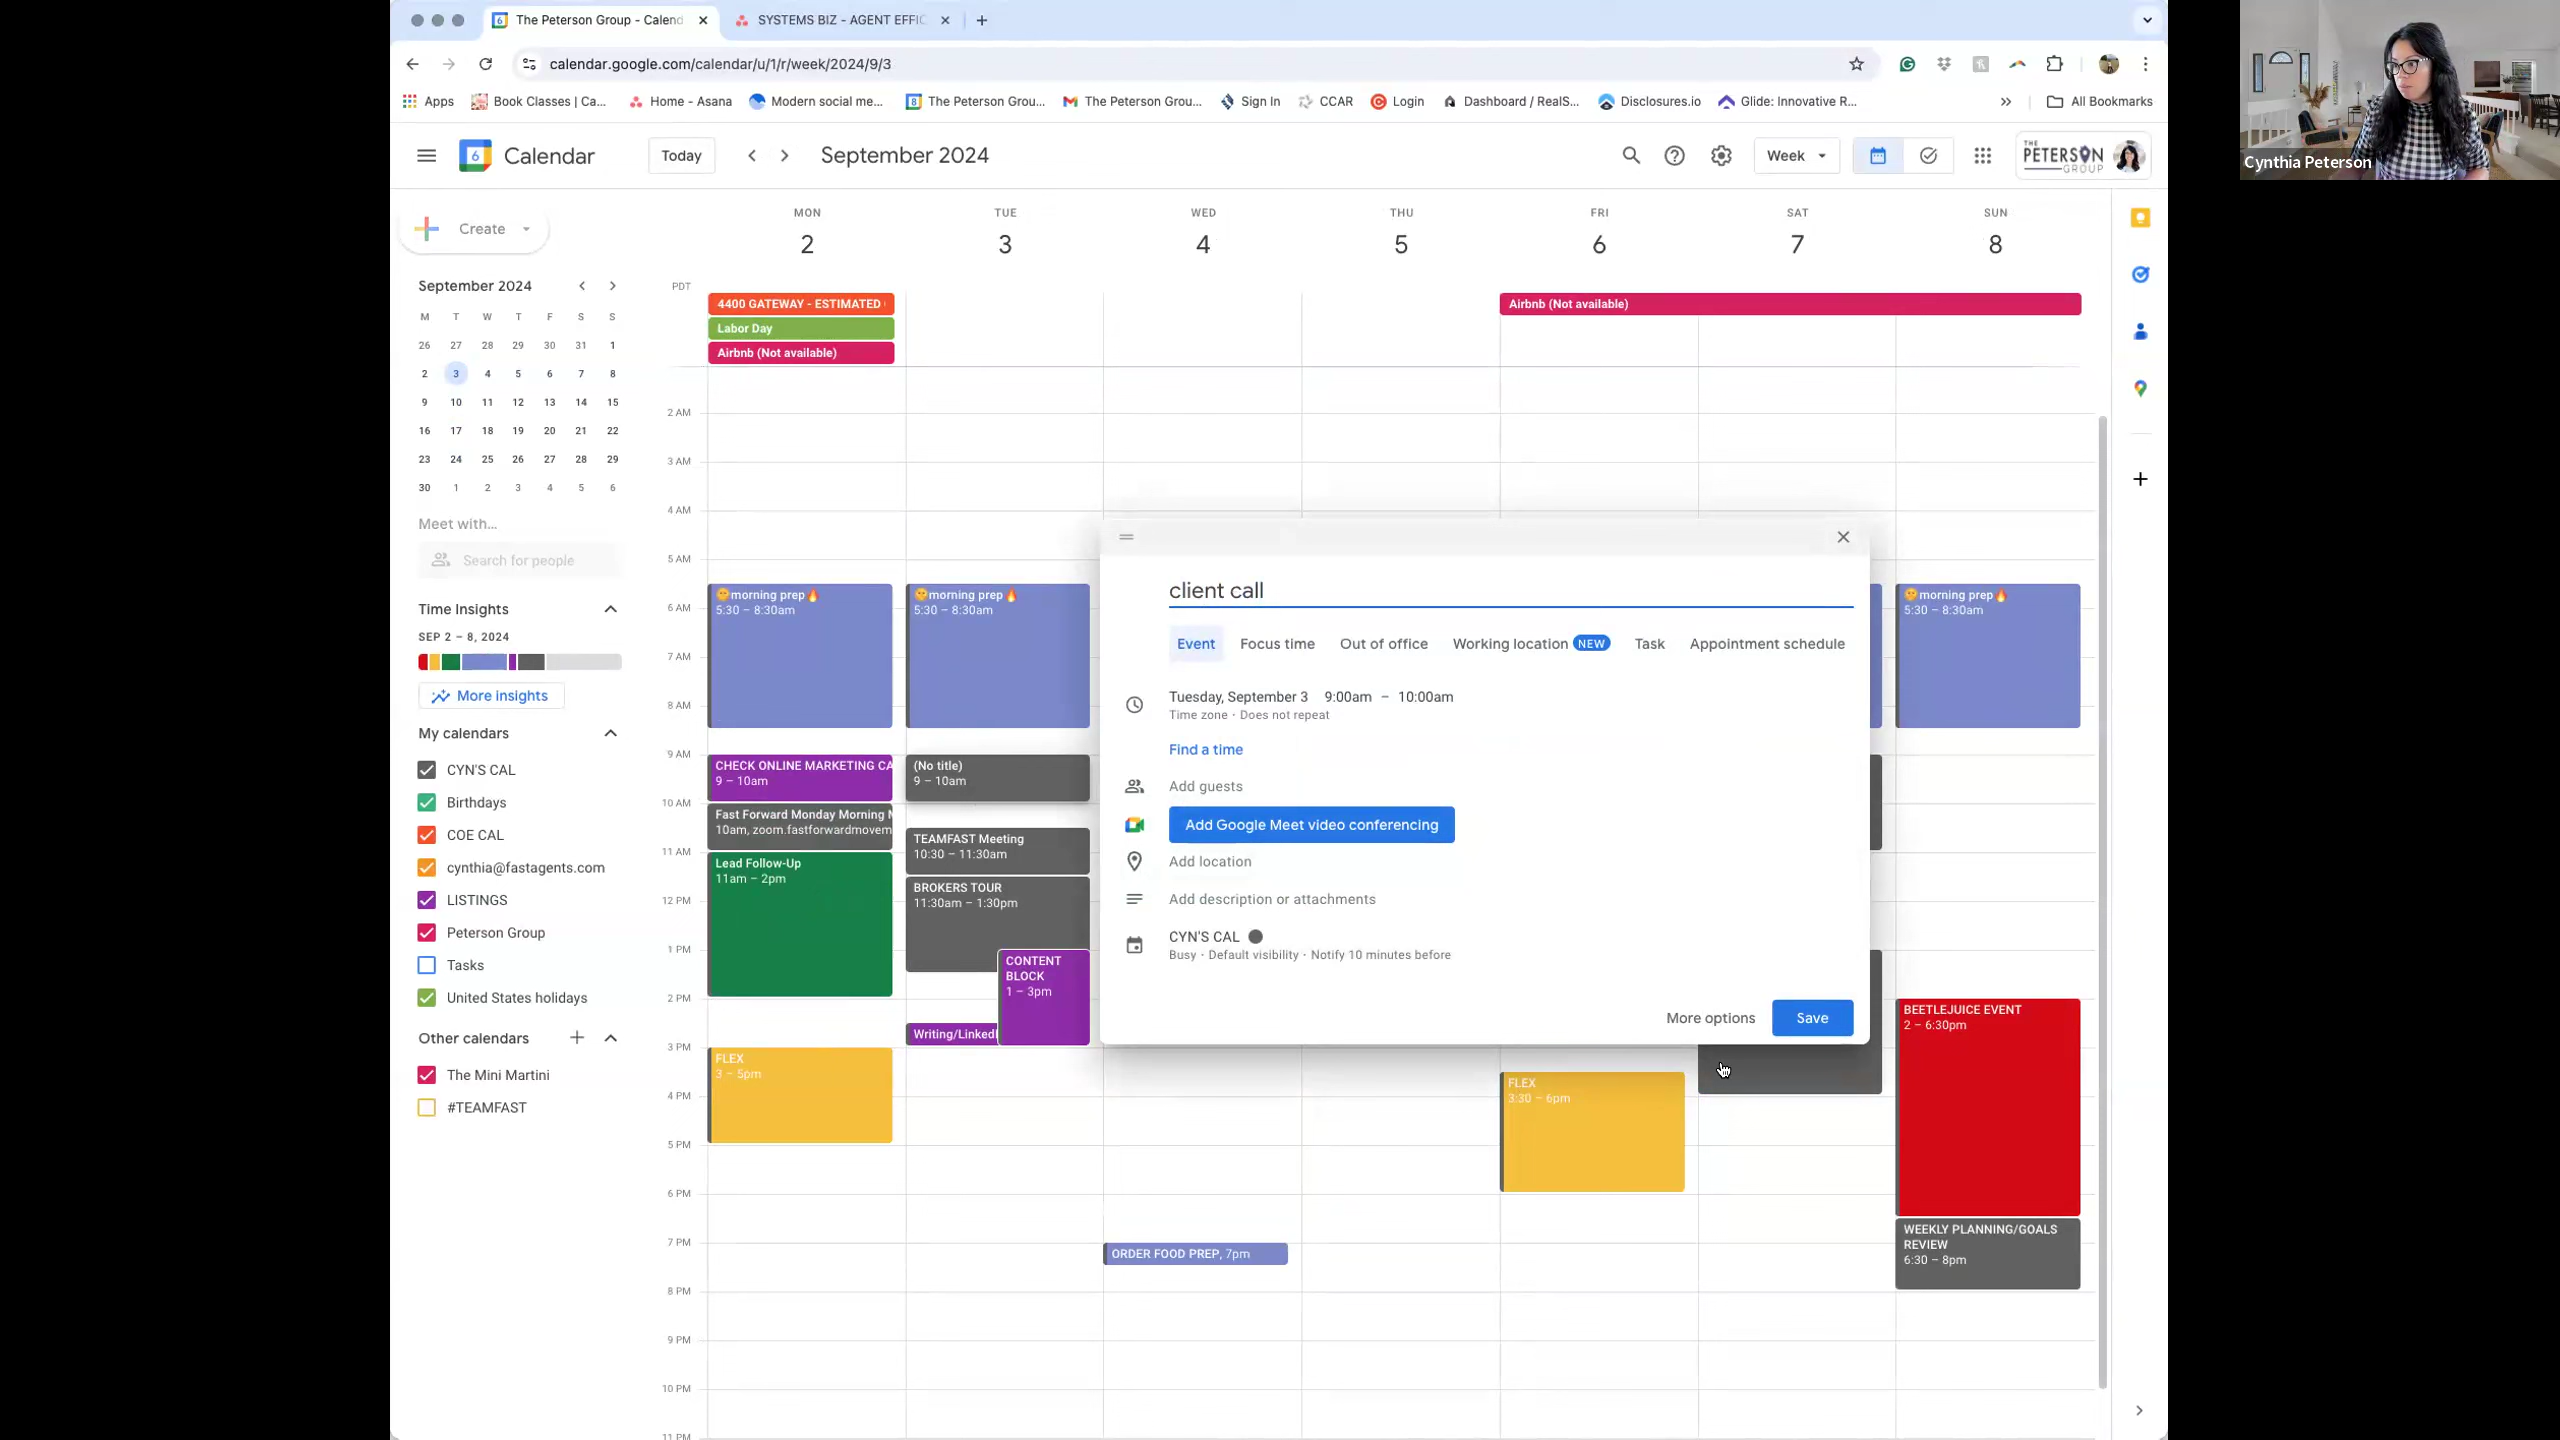 The Peterson Group - Calend
SYSTEMS BIZ - AGENT EFFIC
calendar.google.com/calendar/u/1/r/week/2024/9/3
Apps
Book Classes | Ca...
Home - Asana
Modern social me...
The Peterson Grou...
The Peterson Grou...
Sign In
CCAR
Login
Dashboard / RealS...
Disclosures.io
Glide: Innovative R...
All Bookmarks
6
Calendar
Today
September 2024
Week
THE PETERSON GROUP
Cynthia Peterson
Create
MON TUE WED THU FRI SAT SUN
2 3 4 5 6 7 8
September 2024
M T W T F S S
26 27 28 29 30 31 1
2 3 4 5 6 7 8
9 10 11 12 13 14 15
16 17 18 19 20 21 22
23 24 25 26 27 28 29
30 1 2 3 4 5 6
Meet with...
Search for people
Time Insights
SEP 2 – 8, 2024
More insights
My calendars
CYN'S CAL
Birthdays
COE CAL
cynthia@fastagents.com
LISTINGS
Peterson Group
Tasks
United States holidays
Other calendars
The Mini Martini
#TEAMFAST
PDT
2 AM
3 AM
4 AM
5 AM
6 AM
7 AM
8 AM
9 AM
10 AM
11 AM
12 PM
1 PM
2 PM
3 PM
4 PM
5 PM
6 PM
7 PM
8 PM
9 PM
10 PM
11 PM
4400 GATEWAY - ESTIMATED
Labor Day
Airbnb (Not available)
Airbnb (Not available)
🌞morning prep🔥
5:30 – 8:30am
CHECK ONLINE MARKETING CA
9 – 10am
Fast Forward Monday Morning M
10am, zoom.fastforwardmovem
Lead Follow-Up
11am – 2pm
FLEX
3 – 5pm
🌞morning prep🔥
5:30 – 8:30am
(No title)
9 – 10am
TEAMFAST Meeting
10:30 – 11:30am
BROKERS TOUR
11:30am – 1:30pm
CONTENT
BLOCK
1 – 3pm
Writing/LinkedI
ORDER FOOD PREP, 7pm
client call
Event Focus time Out of office Working location NEW Task Appointment schedule
Tuesday, September 3 9:00am – 10:00am
Time zone · Does not repeat
Find a time
Add guests
Add Google Meet video conferencing
Add location
Add description or attachments
CYN'S CAL
Busy · Default visibility · Notify 10 minutes before
More options Save
FLEX
3:30 – 6pm
🌞morning prep🔥
5:30 – 8:30am
BEETLEJUICE EVENT
2 – 6:30pm
WEEKLY PLANNING/GOALS
REVIEW
6:30 – 8pm